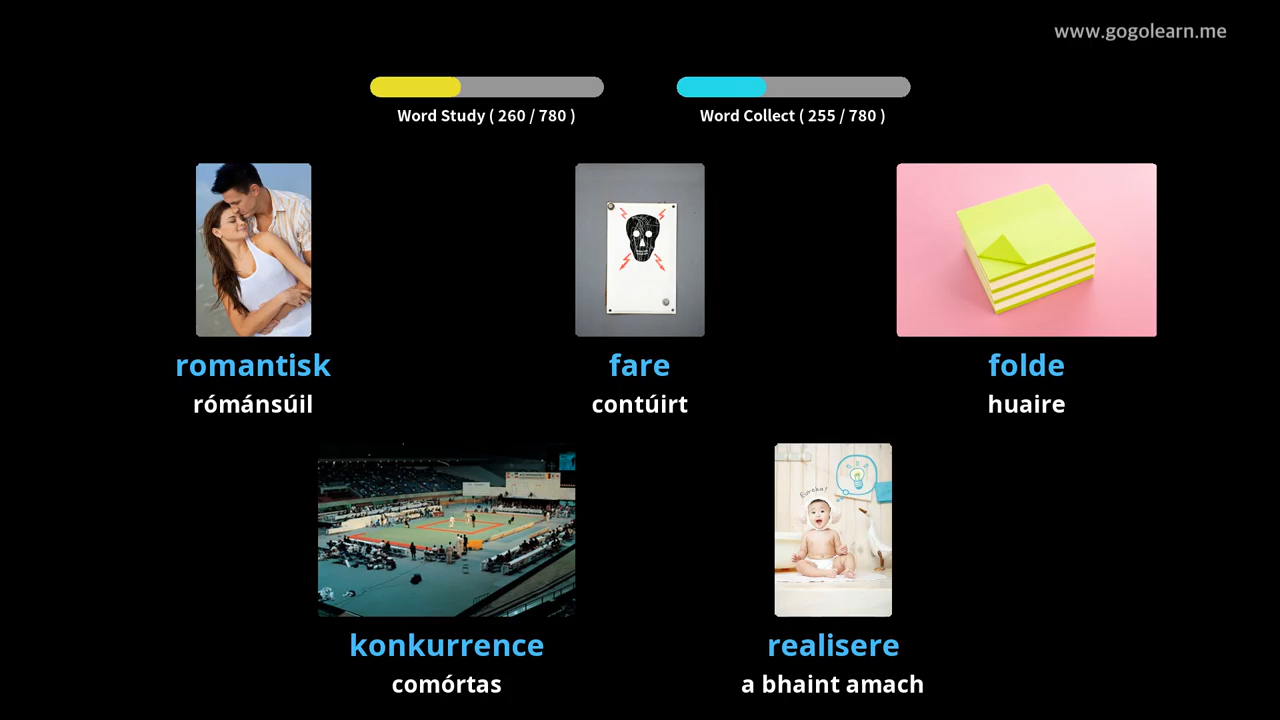 www.gogolearn.me
Word Study ( 260 / 780 )
Word Collect ( 255 / 780 )
romantisk
rómánsúil
fare
contúirt
folde
huaire
Eureka!
konkurrence
comórtas
realisere
a bhaint amach